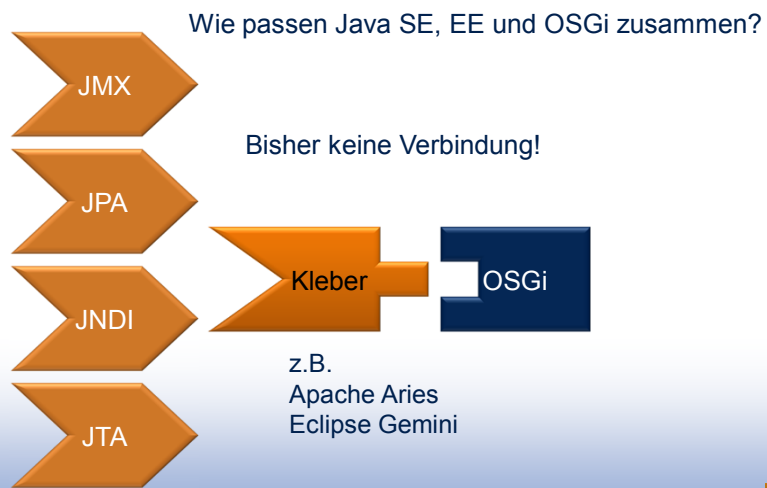 Wie passen Java SE, EE und OSGi zusammen?
JMX
Bisher keine Verbindung!
JPA
Kleber
OSGi
JNDI
z.B.
Apache Aries
Eclipse Gemini
JTA